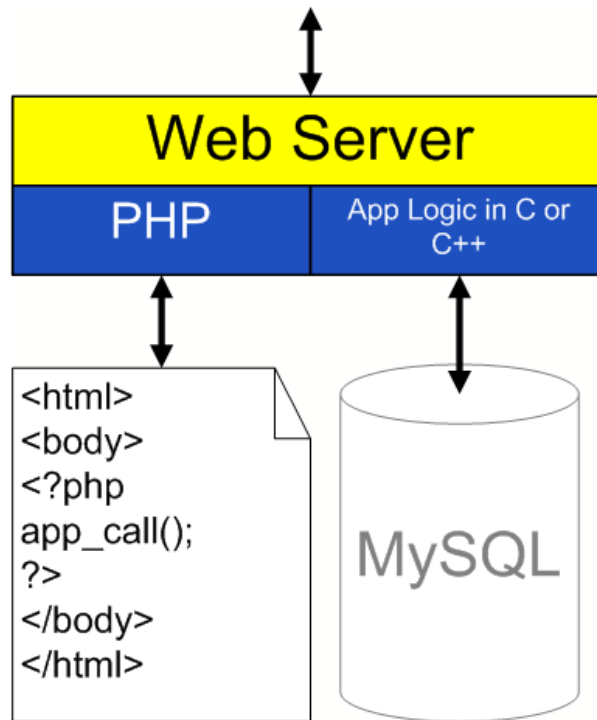 Web Server
PHP
App Logic in C or
C++
<html>
<body>
<?php
app_call();
?>
</body>
</html>
MySQL